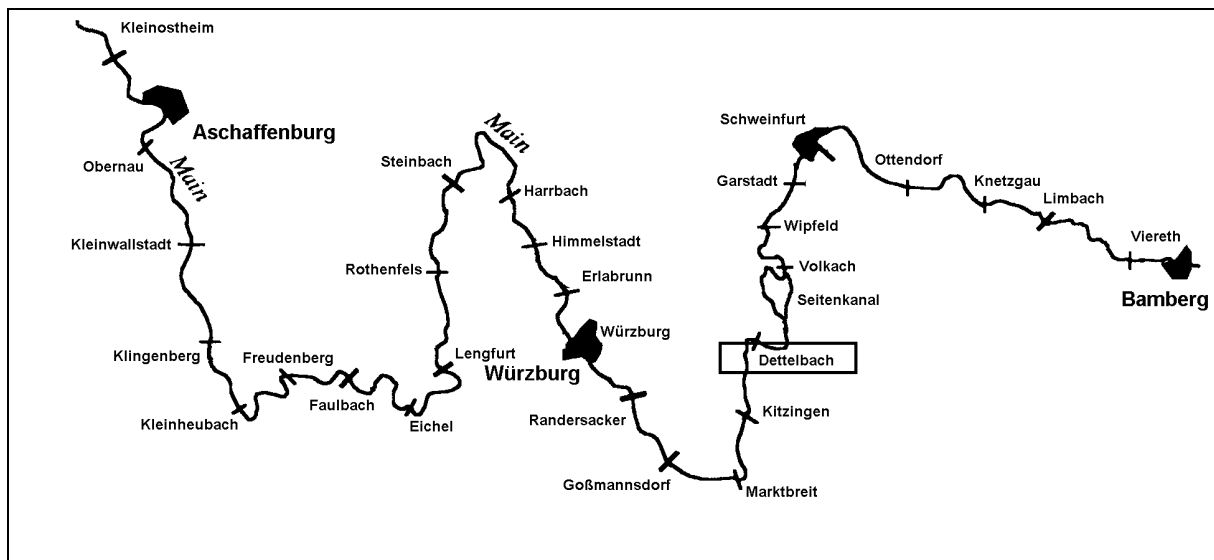 Kleinostheim
Aschaffenburg
Obernau
Main
Kleinwallstadt
Klingenberg
Kleinheubach
Freudenberg
Faulbach
Eichel
Lengfurt
Rothenfels
Steinbach
Main
Harrbach
Himmelstadt
Erlabrunn
Würzburg
Würzburg
Randersacker
Goßmannsdorf
Marktbreit
Kitzingen
Dettelbach
Seitenkanal
Volkach
Wipfeld
Garstadt
Schweinfurt
Ottendorf
Knetzgau
Limbach
Viereth
Bamberg